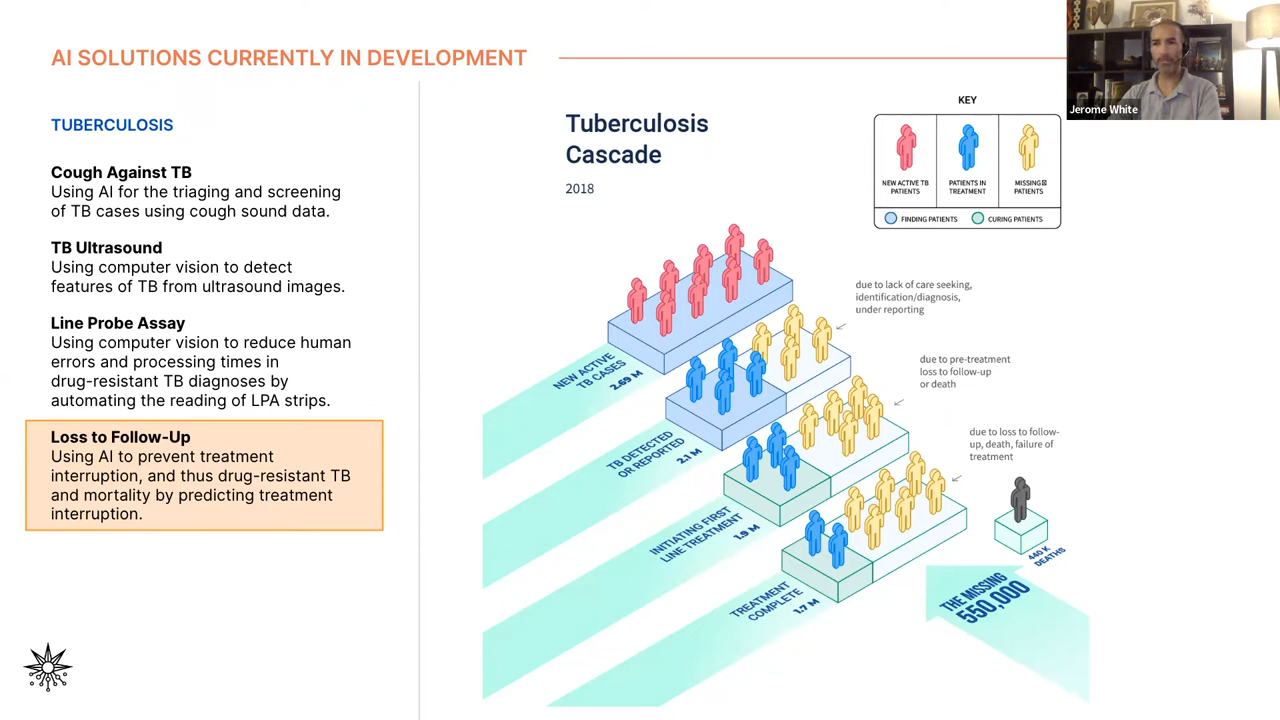 AI SOLUTIONS CURRENTLY IN DEVELOPMENT
TUBERCULOSIS
Cough Against TB
Using AI for the triaging and screening
of TB cases using cough sound data.
TB Ultrasound
Using computer vision to detect
features of TB from ultrasound images.
Line Probe Assay
Using computer vision to reduce human
errors and processing times in
drug-resistant TB diagnoses by
automating the reading of LPA strips.
Loss to Follow-Up
Using AI to prevent treatment
interruption, and thus drug-resistant TB
and mortality by predicting treatment
interruption.
Tuberculosis
Cascade
2018
KEY
NEW ACTIVE TB
PATIENTS
PATIENTS IN
TREATMENT
MISSING
PATIENTS
FINDING PATIENTS
CURING PATIENTS
due to lack of care seeking,
identification/diagnosis,
under reporting
NEW ACTIVE
TB CASES
2.69 M
due to pre-treatment
loss to follow-up
or death
TB DETECTED
OR REPORTED
2.1 M
due to loss to follow-
up, death, failure of
treatment
INITIATING FIRST
LINE TREATMENT
1.9 M
TREATMENT
COMPLETE
1.7 M
440 K
DEATHS
THE MISSING
550,000
Jerome White